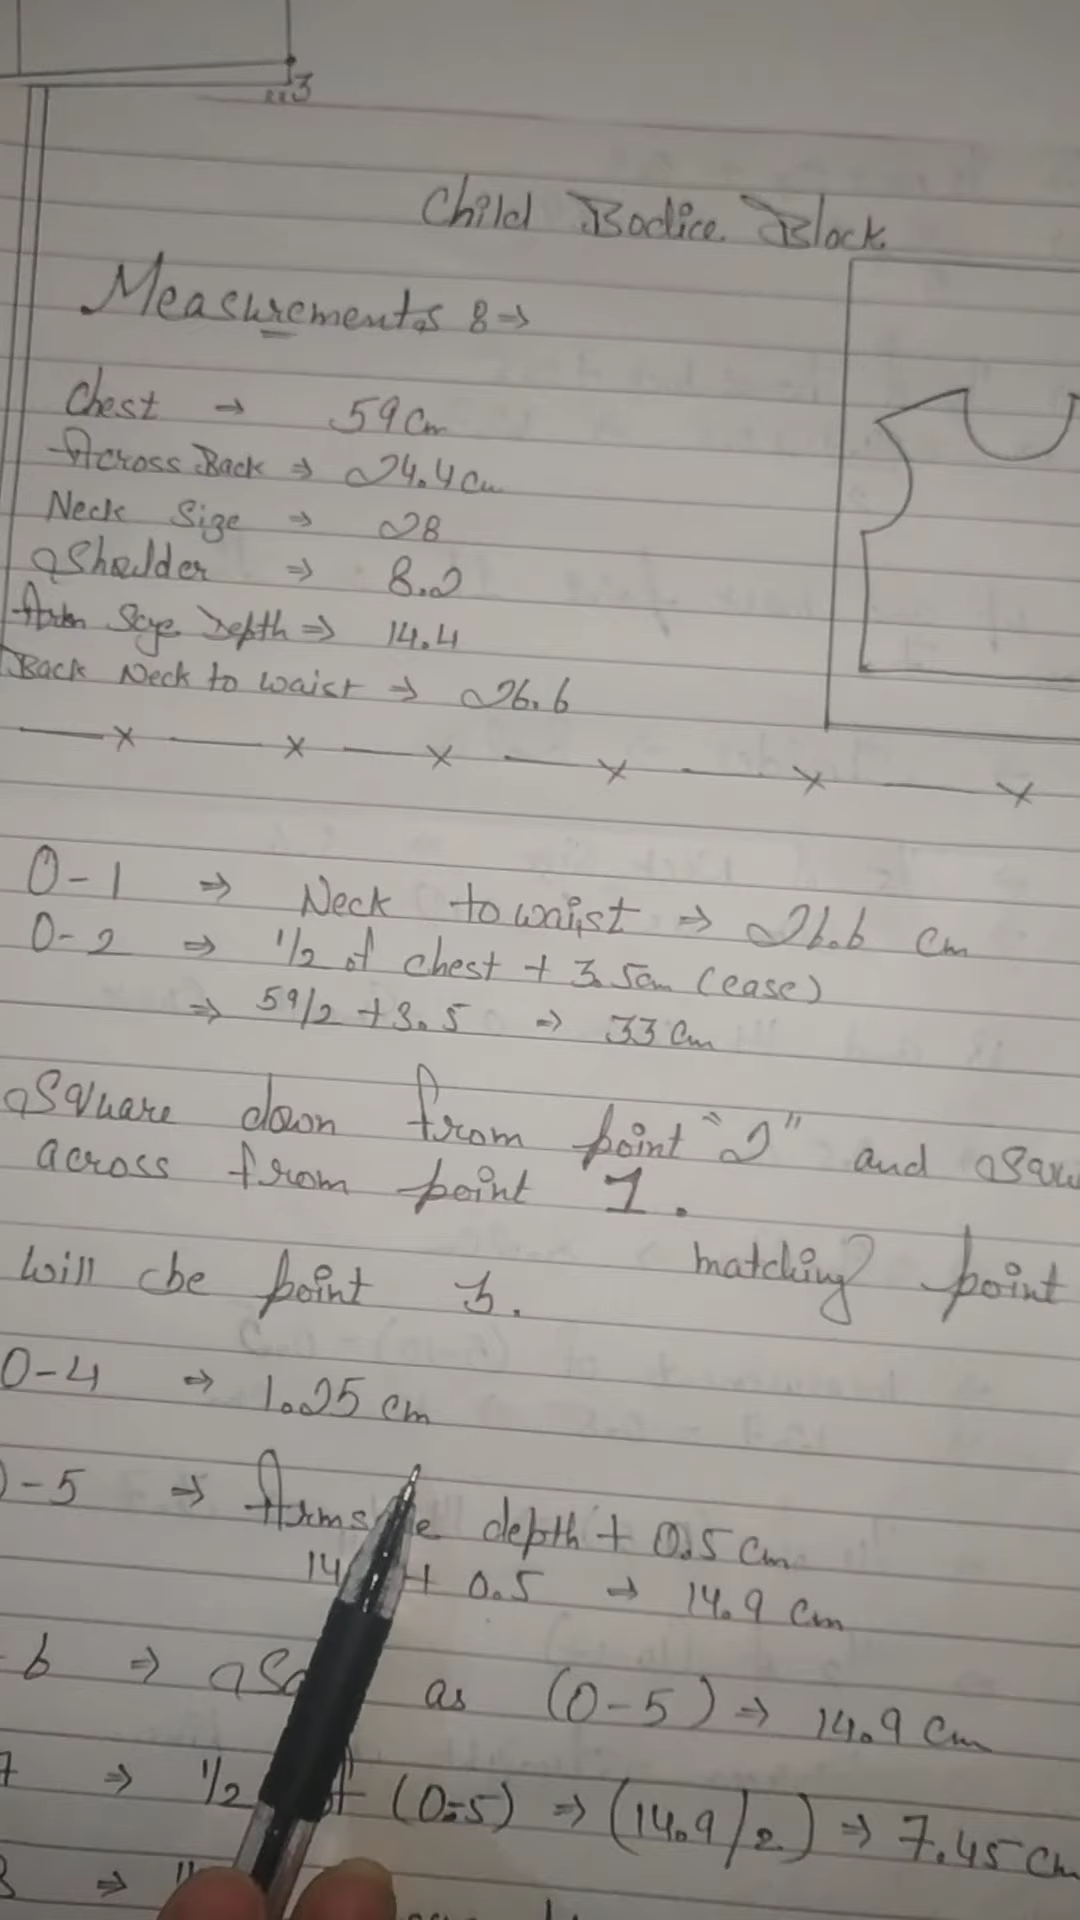 3
Child Bodice Block
Measurements :→
Chest → 59 Cm
Across Back ⇒ 24.4 cm
Neck Size ⇒ 28
Shoulder ⇒ 8.2
Arm Scye Depth ⇒ 14.4
Back Neck to waist → 26.6
0-1 ⇒ Neck to waist ⇒ 26.6 cm
0-2 ⇒ 1/2 of chest + 3.5cm (ease)
⇒ 59/2 + 3.5 ⇒ 33 cm
Square down from point "2" and
across from point 1.
matching point
will be point 3.
0-4 ⇒ 1.25 cm
-5 ⇒ depth + 0.5 cm
14 + 0.5 → 14.9 cm
-6 ⇒ as (0-5) → 14.9 cm
7 ⇒ 1/2 (0-5) ⇒ (14.9/2) ⇒ 7.45 cm